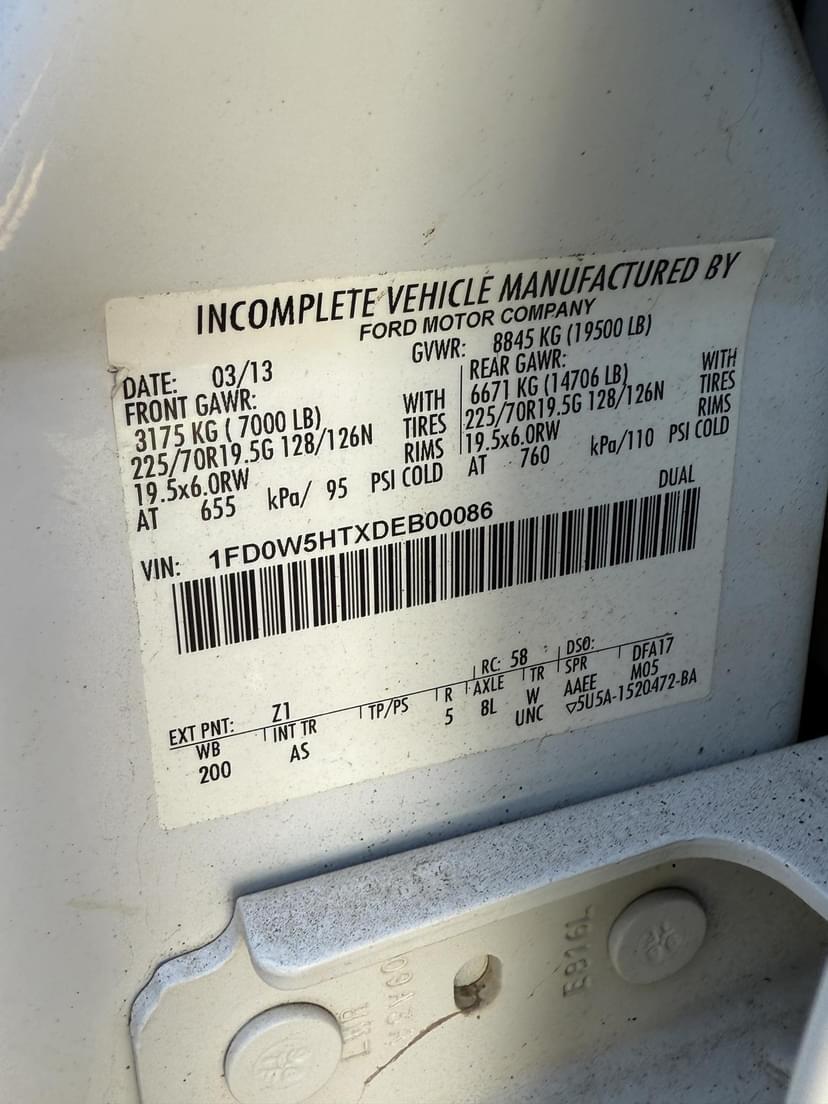 INCOMPLETE VEHICLE MANUFACTURED BY
FORD MOTOR COMPANY
DATE: 03/13 GVWR: 8845 KG (19500 LB)
FRONT GAWR:
3175 KG ( 7000 LB) WITH
225/70R19.5G 128/126N TIRES
19.5x6.0RW RIMS
AT 655 kPa/ 95 PSI COLD
REAR GAWR:
6671 KG (14706 LB) WITH
225/70R19.5G 128/126N TIRES
19.5x6.0RW RIMS
AT 760 kPa/110 PSI COLD
DUAL
VIN: 1FD0W5HTXDEB00086
EXT PNT: Z1 RC: 58 DSO:
WB INT TR TP/PS R AXLE TR SPR DFA17
200 AS 5 8L W AAEE M05
UNC ▽5U5A-1520472-BA
E816L